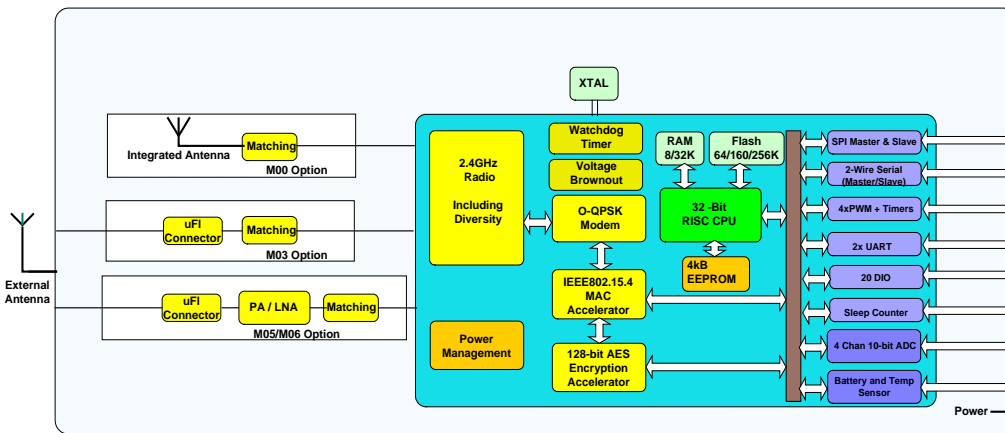 XTAL
Integrated Antenna
Matching
M00 Option
External
Antenna
uFl
Connector
Matching
M03 Option
uFl
Connector
PA / LNA
Matching
M05/M06 Option
2.4GHz
Radio
Including
Diversity
Power
Management
Watchdog
Timer
Voltage
Brownout
O-QPSK
Modem
IEEE802.15.4
MAC
Accelerator
128-bit AES
Encryption
Accelerator
RAM
8/32K
Flash
64/160/256K
32 -Bit
RISC CPU
4kB
EEPROM
SPI Master & Slave
2-Wire Serial
(Master/Slave)
4xPWM + Timers
2x UART
20 DIO
Sleep Counter
4 Chan 10-bit ADC
Battery and Temp
Sensor
Power